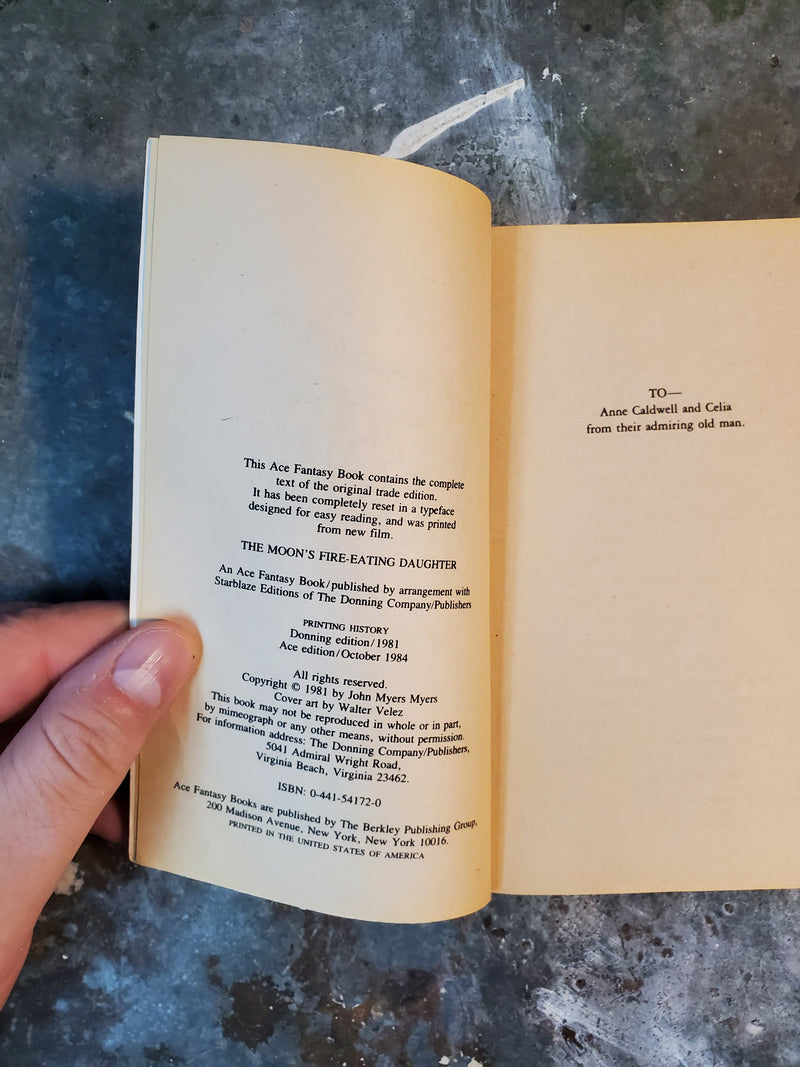 This Ace Fantasy Book contains the complete
text of the original trade edition.
It has been completely reset in a typeface
designed for easy reading, and was printed
from new film.
THE MOON'S FIRE-EATING DAUGHTER
An Ace Fantasy Book/published by arrangement with
Starblaze Editions of The Donning Company/Publishers
PRINTING HISTORY
Donning edition/1981
Ace edition/October 1984
All rights reserved.
Copyright © 1981 by John Myers Myers
Cover art by Walter Velez
This book may not be reproduced in whole or in part,
by mimeograph or any other means, without permission.
For information address: The Donning Company/Publishers,
5041 Admiral Wright Road,
Virginia Beach, Virginia 23462.
ISBN: 0-441-54172-0
Ace Fantasy Books are published by The Berkley Publishing Group,
200 Madison Avenue, New York, New York 10016.
PRINTED IN THE UNITED STATES OF AMERICA
TO—
Anne Caldwell and Celia
from their admiring old man.